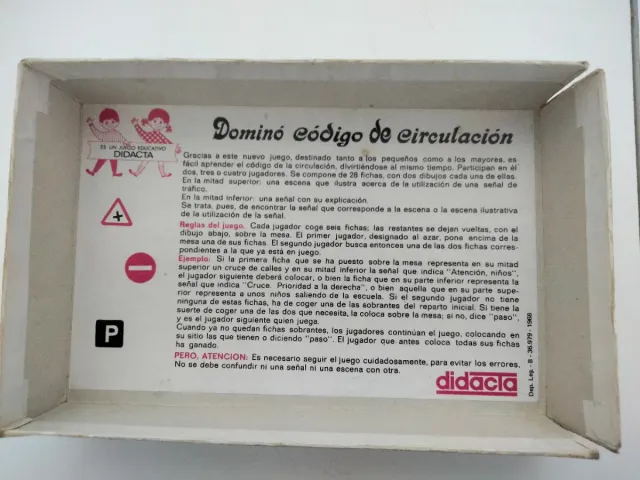 Dominó Código de Circulación
ES UN JUEGO EDUCATIVO
DIDACTA
Gracias a este nuevo juego, destinado tanto a los pequeños como a los mayores, es
fácil aprender el código de la circulación, divirtiéndose al mismo tiempo. Participan en él
dos, tres o cuatro jugadores. Se compone de 28 fichas, con dos dibujos cada una de ellas.
En la mitad superior: una escena que ilustra acerca de la utilización de una señal de
tráfico.
En la mitad inferior: una señal con su explicación.
Se trata, pues, de encontrar la señal que corresponde a la escena o la escena ilustrativa
de la utilización de la señal.
Reglas del juego. Cada jugador coge seis fichas; las restantes se dejan vueltas, con el
dibujo abajo, sobre la mesa. El primer jugador, designado al azar, pone encima de la
mesa una de sus fichas. El segundo jugador busca entonces una de las dos fichas corres-
pondientes a la que ya está en juego.
Ejemplo: Si la primera ficha que se ha puesto sobre la mesa representa en su mitad
superior un cruce de calles y en su mitad inferior la señal que indica "Atención, niños",
el jugador siguiente deberá colocar, o bien la ficha que en su parte inferior representa la
señal que indica "Cruce. Prioridad a la derecha", o bien aquella que en su parte supe-
rior representa a unos niños saliendo de la escuela. Si el segundo jugador no tiene
ninguna de estas fichas, ha de coger una de las sobrantes del reparto inicial. Si tiene la
suerte de coger una de las dos que necesita, la coloca sobre la mesa; si no, dice "paso",
y es el jugador siguiente quien juega.
Cuando ya no quedan fichas sobrantes, los jugadores continúan el juego, colocando en
su sitio las que tienen o diciendo "paso". El jugador que antes coloca todas sus fichas
ha ganado.
PERO, ATENCION: Es necesario seguir el juego cuidadosamente, para evitar los errores.
No se debe confundir ni una señal ni una escena con otra.
P
didacta
Dep. Leg. - B - 36.979 - 1968